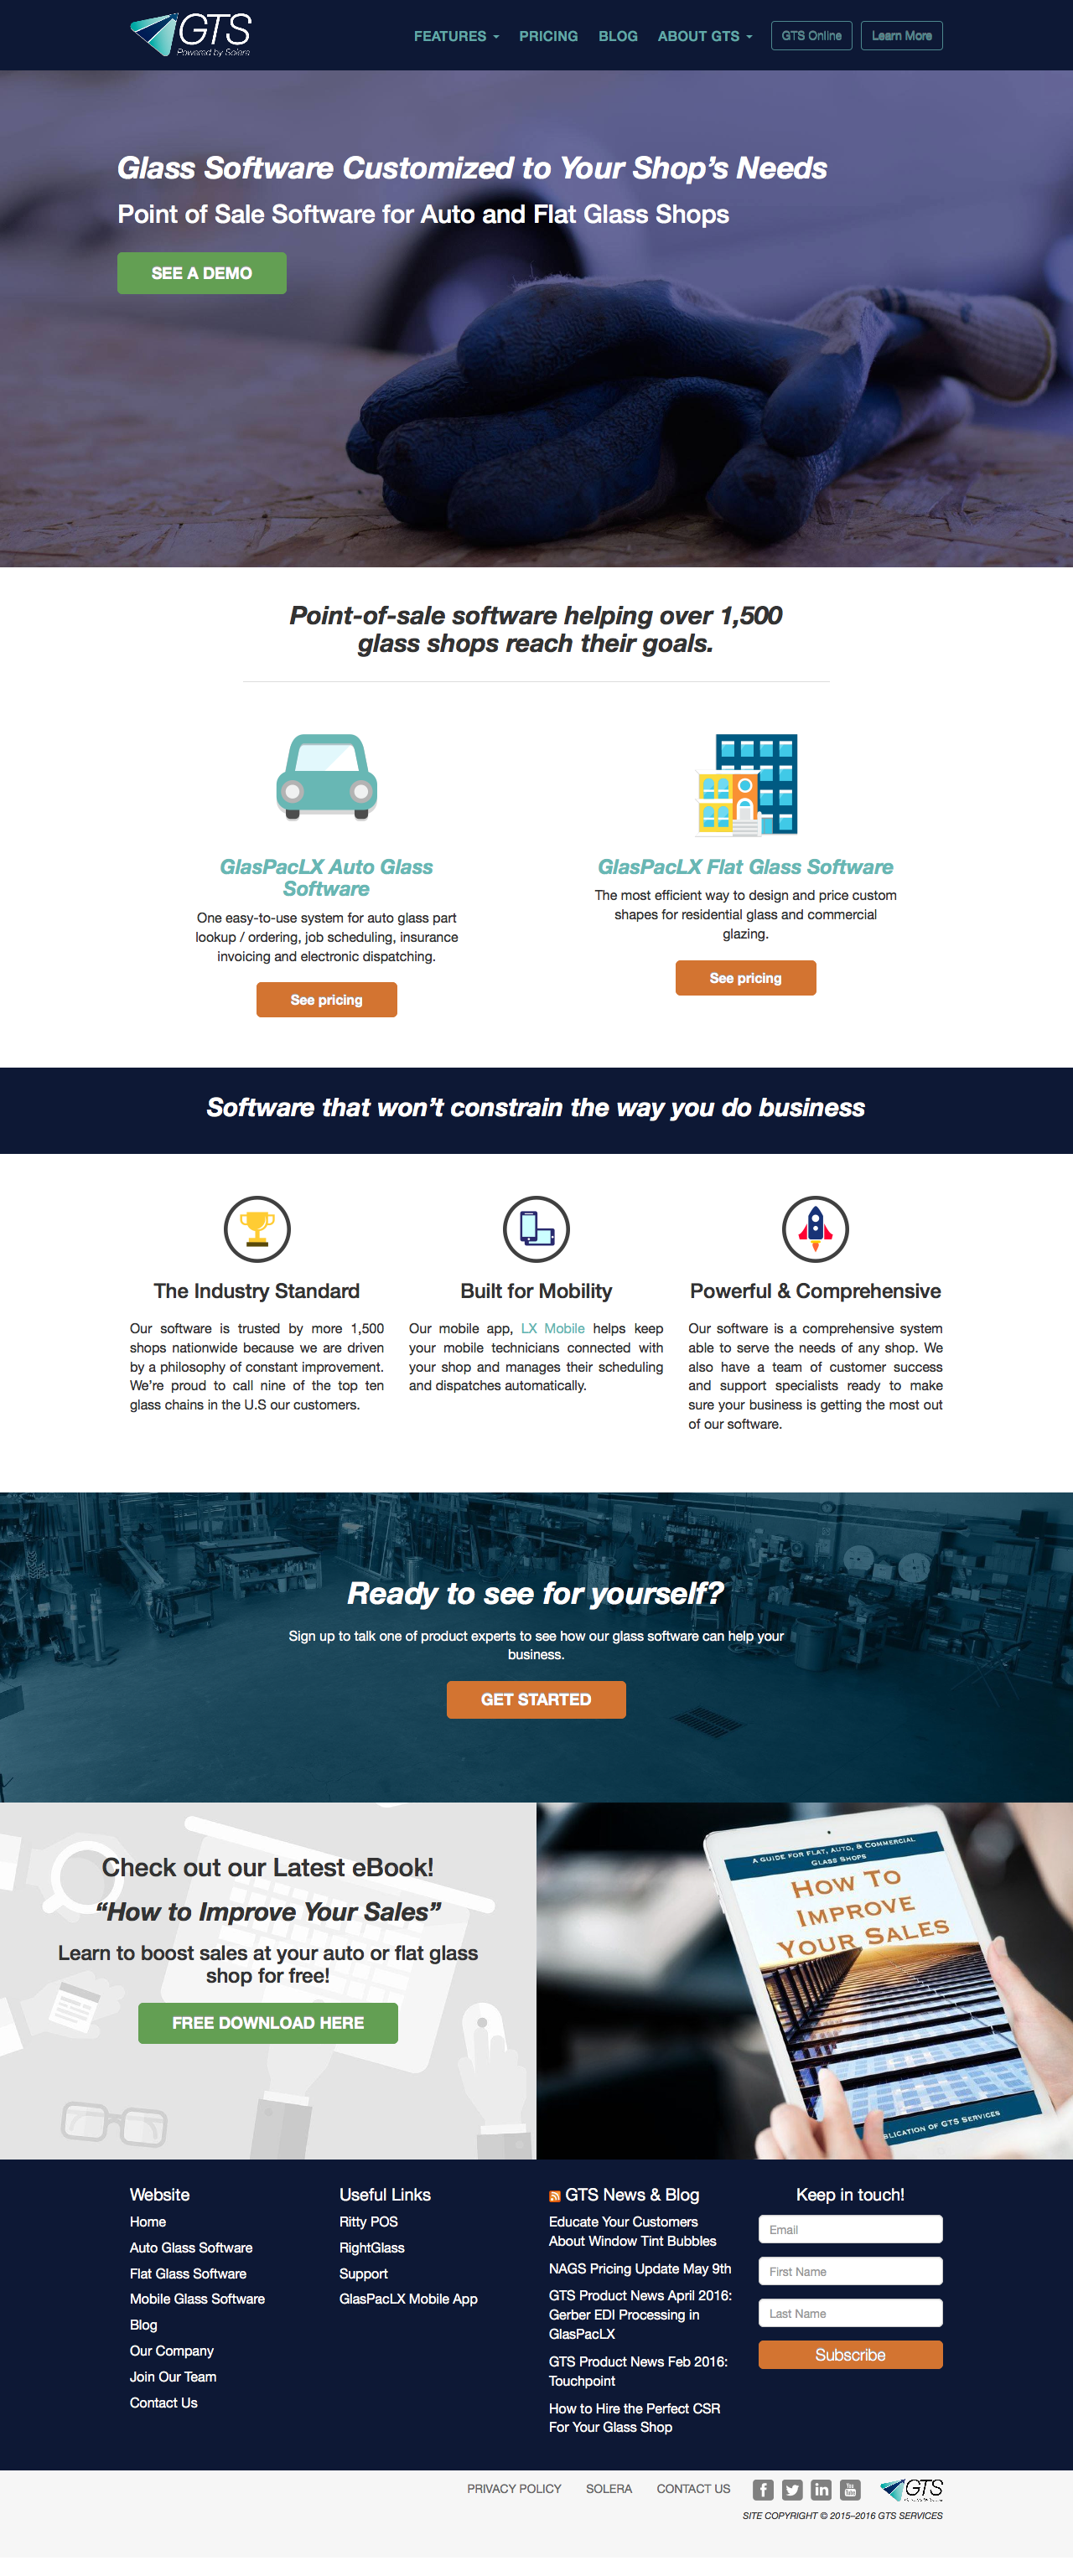 GTS
Powered by Solera
FEATURES
PRICING
BLOG
ABOUT GTS
GTS Online
Learn More
Glass Software Customized to Your Shop’s Needs
Point of Sale Software for Auto and Flat Glass Shops
SEE A DEMO
Point-of-sale software helping over 1,500
glass shops reach their goals.
GlasPacLX Auto Glass
Software
One easy-to-use system for auto glass part
lookup / ordering, job scheduling, insurance
invoicing and electronic dispatching.
See pricing
GlasPacLX Flat Glass Software
The most efficient way to design and price custom
shapes for residential glass and commercial
glazing.
See pricing
Software that won’t constrain the way you do business
The Industry Standard
Our software is trusted by more 1,500
shops nationwide because we are driven
by a philosophy of constant improvement.
We’re proud to call nine of the top ten
glass chains in the U.S our customers.
Built for Mobility
Our mobile app, LX Mobile helps keep
your mobile technicians connected with
your shop and manages their scheduling
and dispatches automatically.
Powerful & Comprehensive
Our software is a comprehensive system
able to serve the needs of any shop. We
also have a team of customer success
and support specialists ready to make
sure your business is getting the most out
of our software.
Ready to see for yourself?
Sign up to talk one of product experts to see how our glass software can help your
business.
GET STARTED
Check out our Latest eBook!
“How to Improve Your Sales”
Learn to boost sales at your auto or flat glass
shop for free!
FREE DOWNLOAD HERE
A GUIDE FOR FLAT, AUTO, & COMMERCIAL
GLASS SHOPS
HOW TO
IMPROVE
YOUR SALES
OF GTS SERVICES
Website
Home
Auto Glass Software
Flat Glass Software
Mobile Glass Software
Blog
Our Company
Join Our Team
Contact Us
Useful Links
Ritty POS
RightGlass
Support
GlasPacLX Mobile App
GTS News & Blog
Educate Your Customers
About Window Tint Bubbles
NAGS Pricing Update May 9th
GTS Product News April 2016:
Gerber EDI Processing in
GlasPacLX
GTS Product News Feb 2016:
Touchpoint
How to Hire the Perfect CSR
For Your Glass Shop
Keep in touch!
Email
First Name
Last Name
Subscribe
PRIVACY POLICY
SOLERA
CONTACT US
f
in
You Tube
GTS
SITE COPYRIGHT © 2015–2016 GTS SERVICES